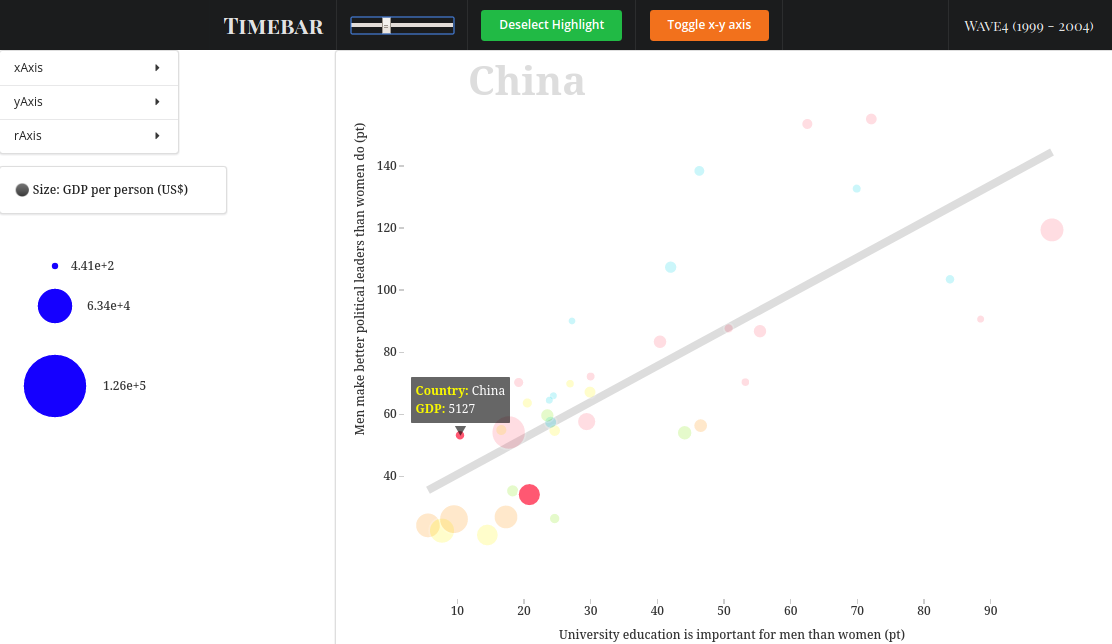 TIMEBAR
Deselect Highlight
Toggle x-y axis
WAVE4 (1999 - 2004)
xAxis
yAxis
rAxis
Size: GDP per person (US$)
4.41e+2
6.34e+4
1.26e+5
China
Men make better political leaders than women do (pt)
140
120
100
80
60
40
Country: China
GDP: 5127
10 20 30 40 50 60 70 80 90
University education is important for men than women (pt)